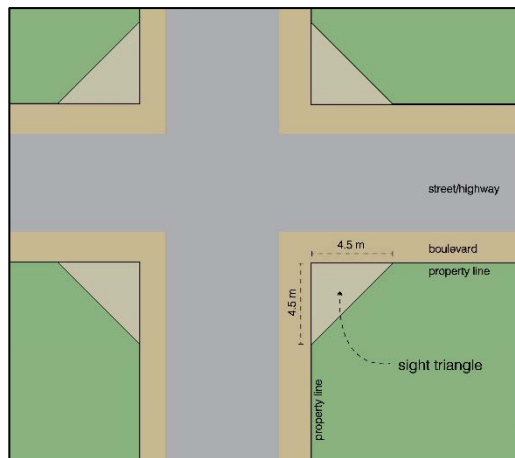 street/highway
4.5 m
boulevard
property line
4.5 m
sight triangle
property line